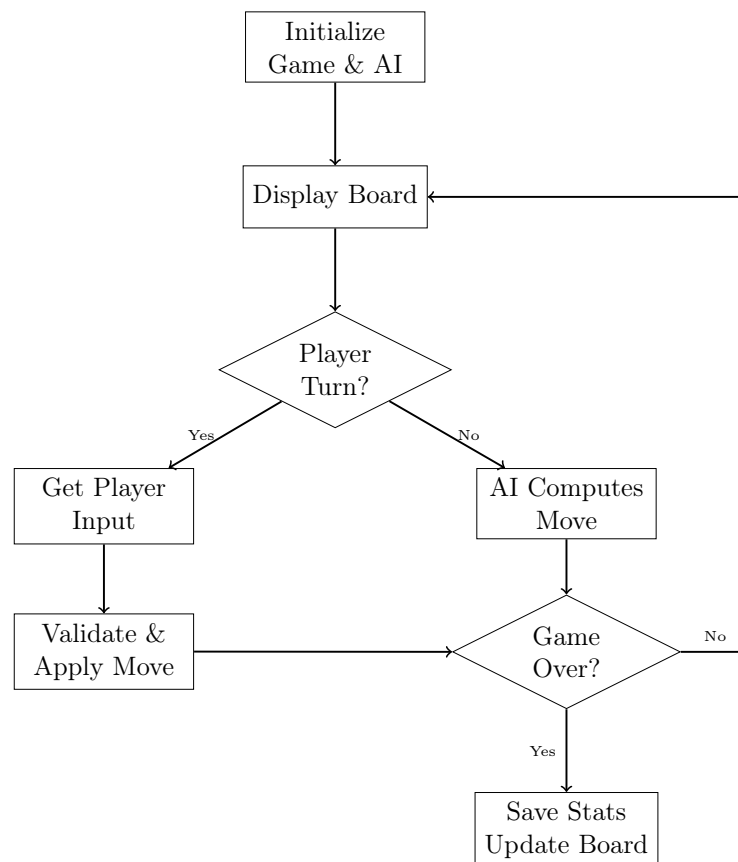 Initialize
Game & AI
Display Board
Player
Turn?
Yes
No
Get Player
Input
AI Computes
Move
Validate &
Apply Move
Game
Over?
No
Yes
Save Stats
Update Board